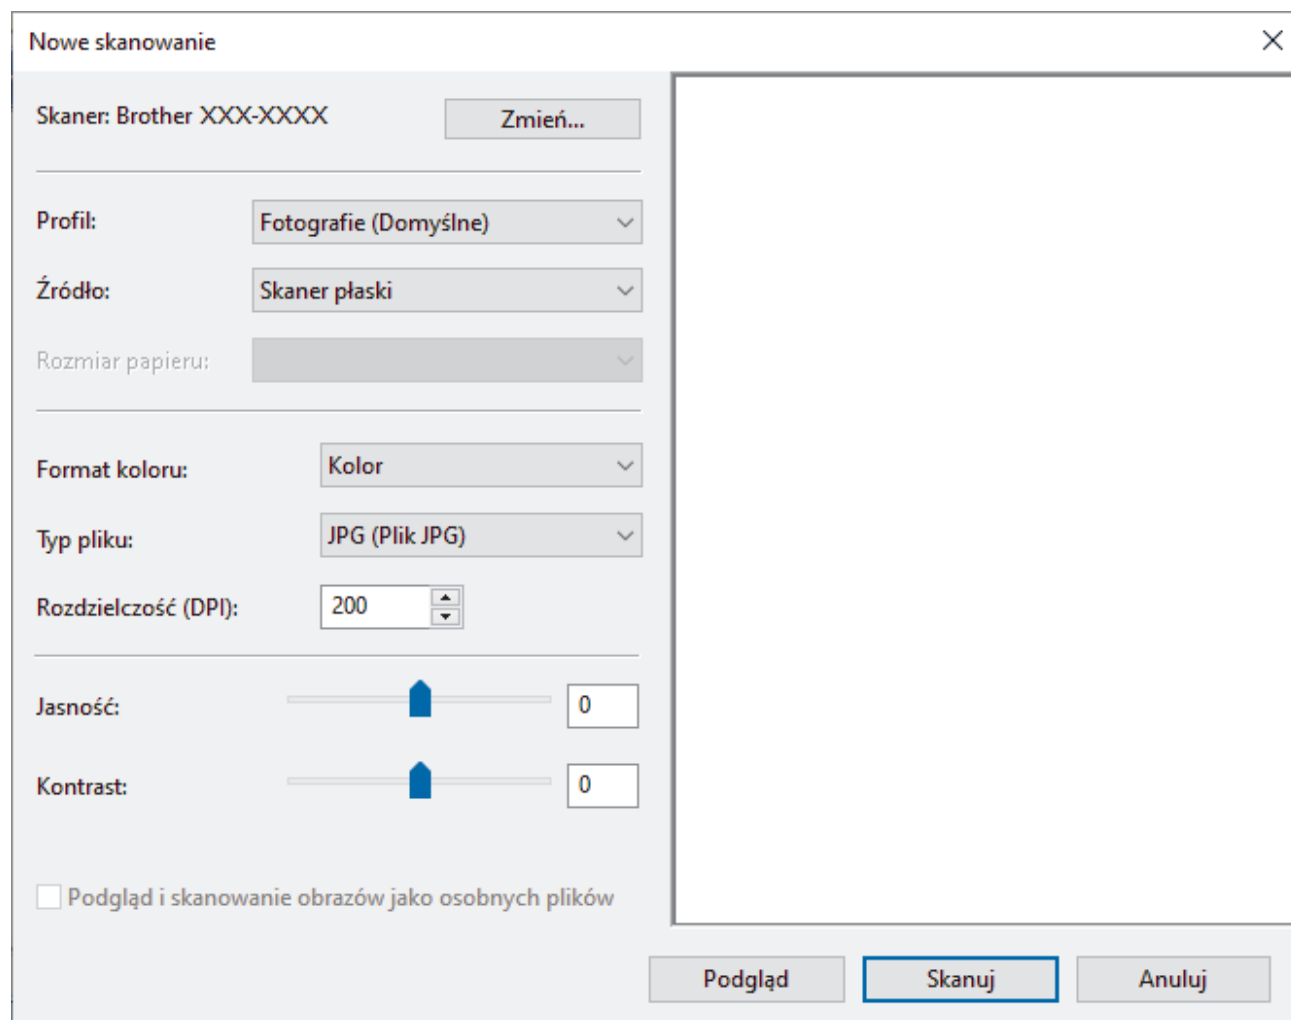 Nowe skanowanie
Skaner: Brother XXX-XXXX
Zmień...
Profil: Fotografie (Domyślne)
Źródło: Skaner płaski
Rozmiar papieru:
Format koloru: Kolor
Typ pliku: JPG (Plik JPG)
Rozdzielczość (DPI): 200
Jasność: 0
Kontrast: 0
Podgląd i skanowanie obrazów jako osobnych plików
Podgląd Skanuj Anuluj